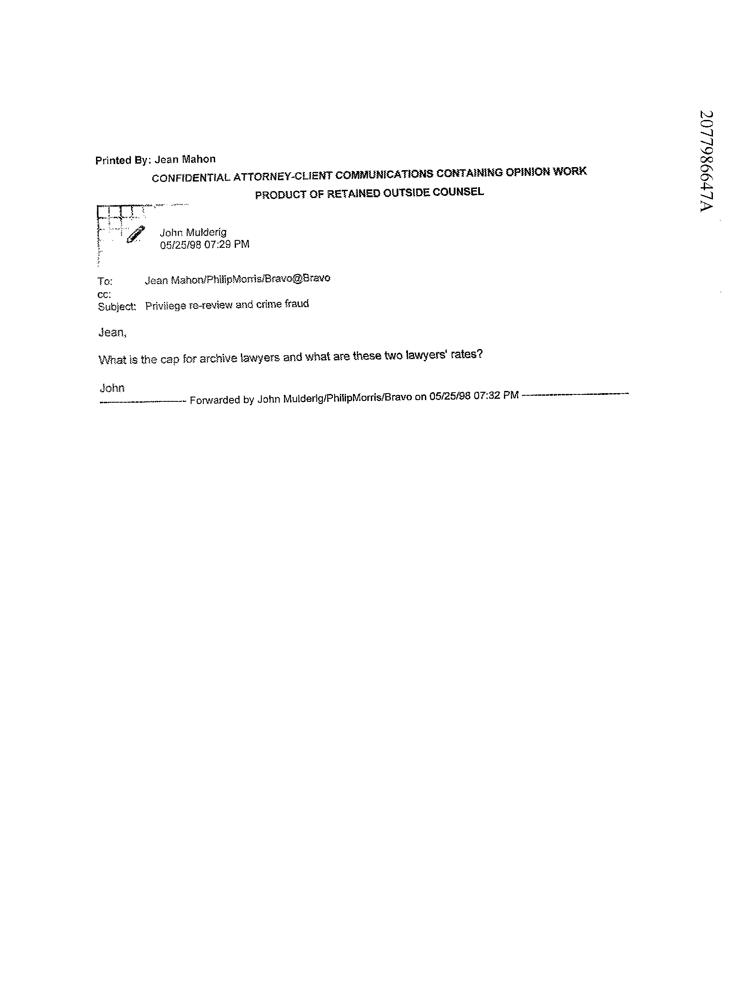 Printed By: Jean Mahon
CONFIDENTIAL ATTORNEY-CLIENT COMMUNICATIONS CONTAINING OPINION WORK
PRODUCT OF RETAINED OUTSIDE COUNSEL
John Mulderig
05/25/98 07:29 PM
To: Jean Mahon/PhilipMorris/Bravo@Bravo
cc:
Subject: Privilege re-review and crime fraud
Jean,
What is the cap for archive lawyers and what are these two lawyers' rates?
John
---------------------- Forwarded by John Mulderig/PhilipMorris/Bravo on 05/25/98 07:32 PM ---------------------------
2077986647A